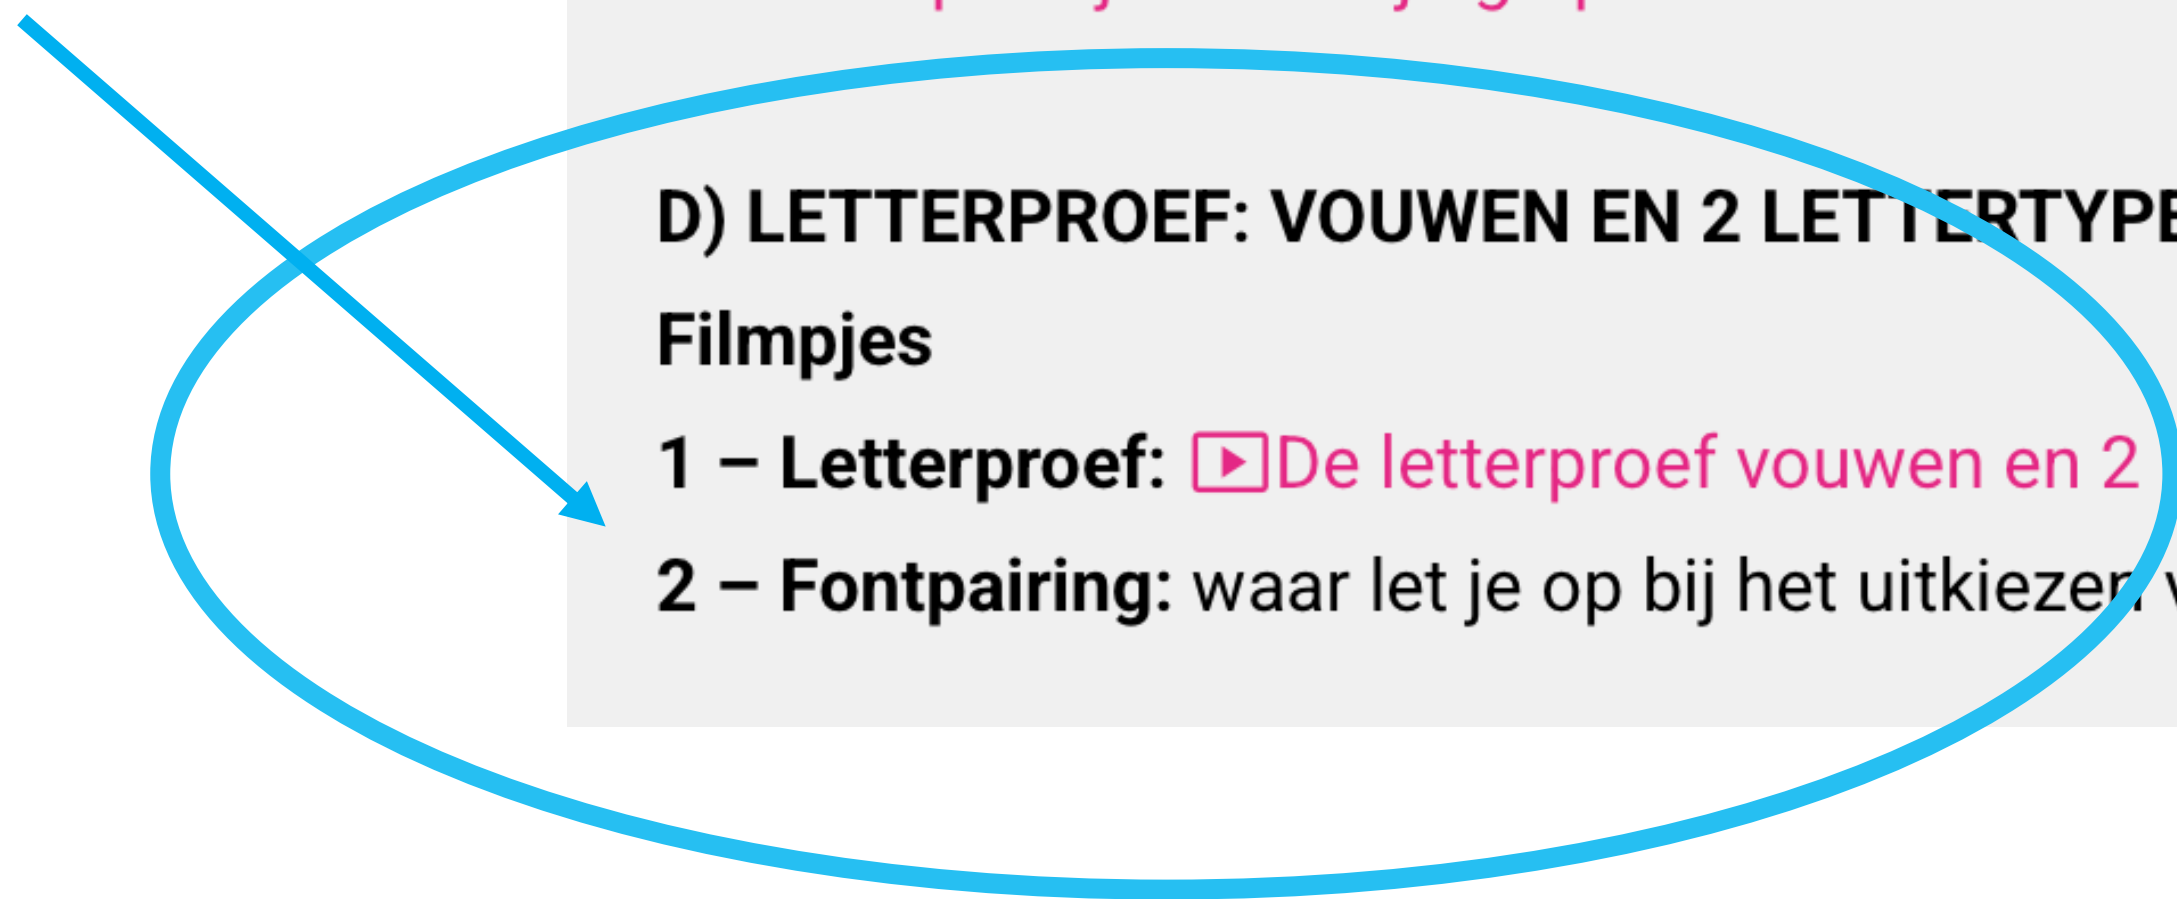 D) LETTERPROEF: VOUWEN EN 2 LETTERTYPE
Filmpjes
1 – Letterproef: De letterproef vouwen en 2
2 – Fontpairing: waar let je op bij het uitkiezen